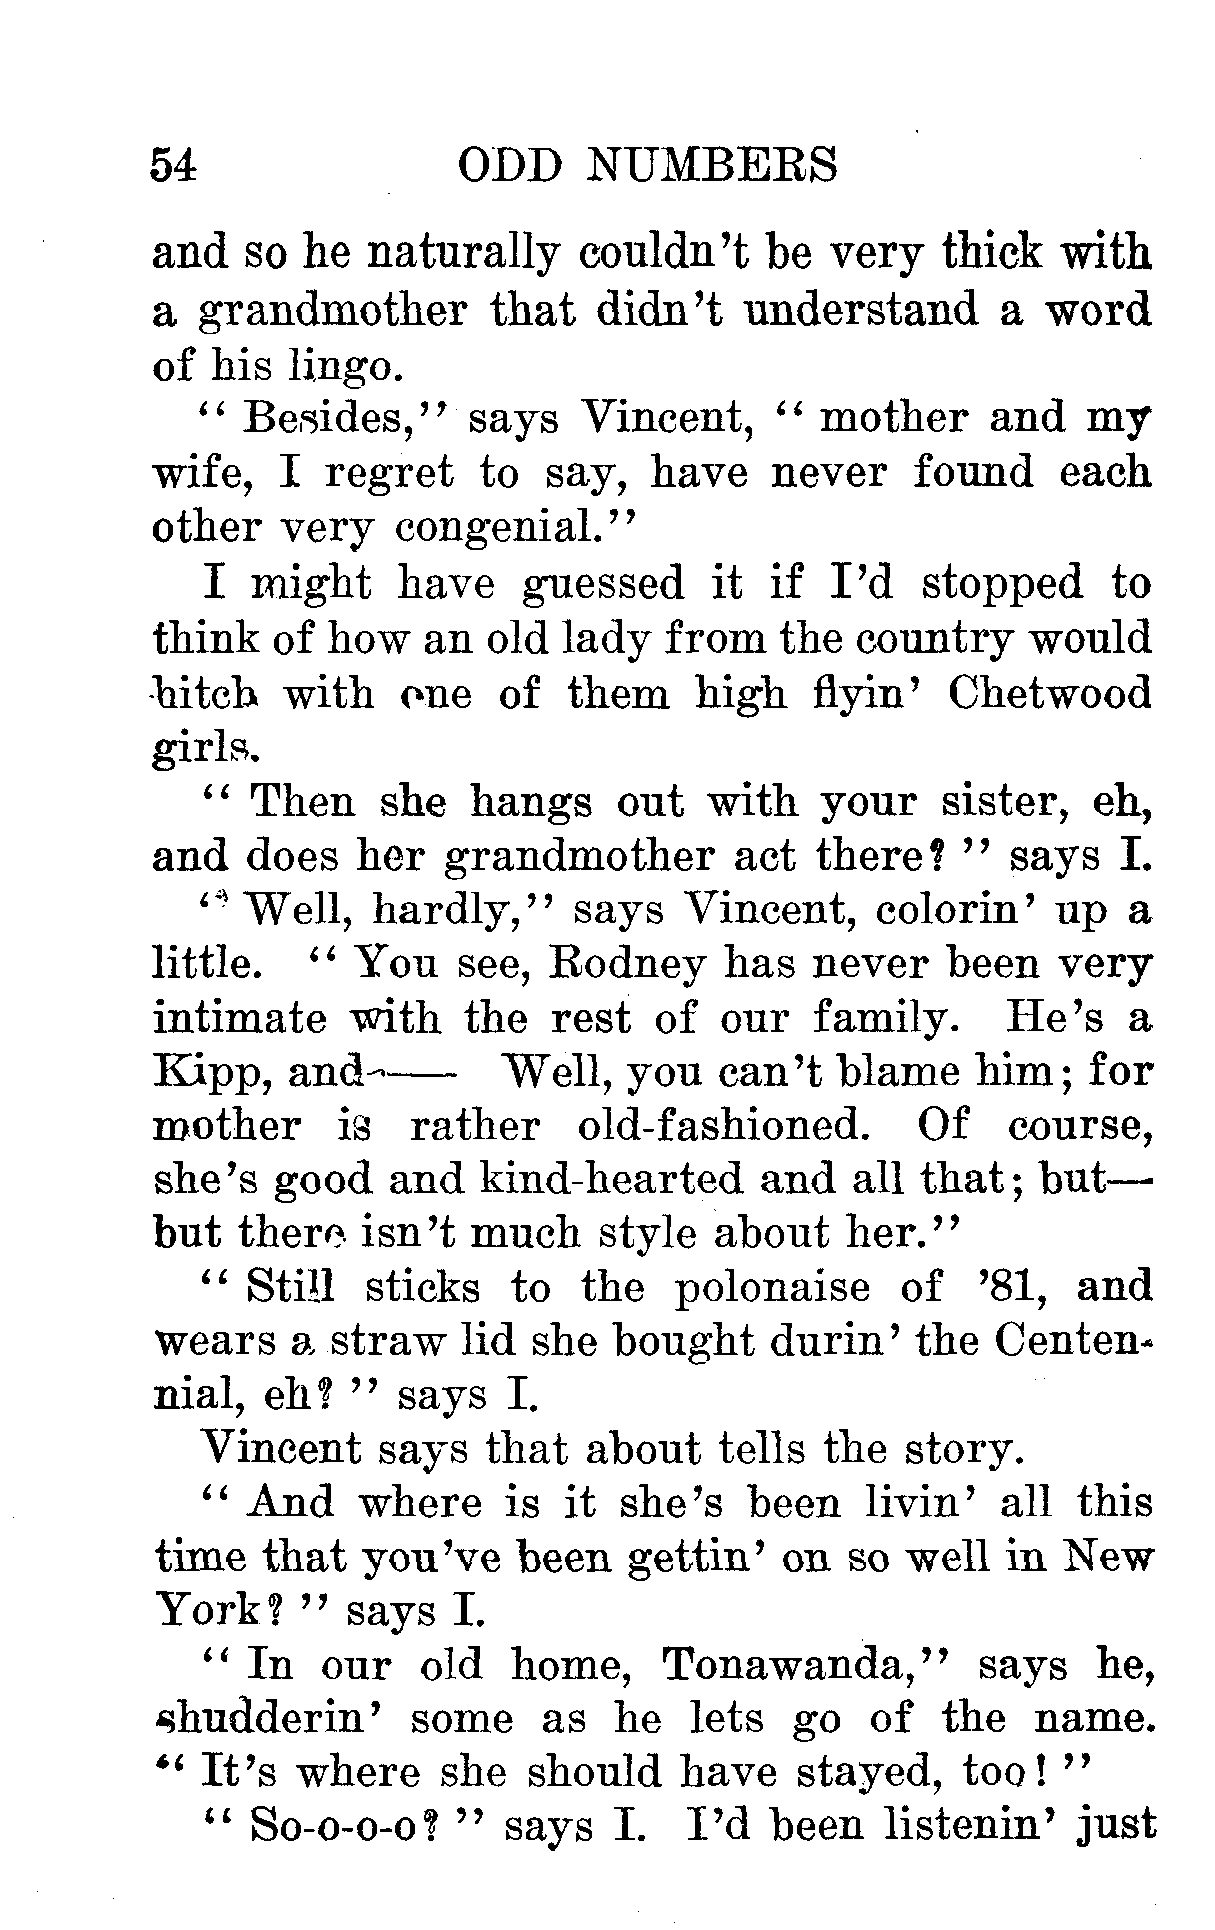 54 ODD NUMBERS
and so he naturally couldn't be very thick with
a grandmother that didn't understand a word
of his lingo.
"Besides," says Vincent, "mother and my
wife, I regret to say, have never found each
other very congenial."
I might have guessed it if I'd stopped to
think of how an old lady from the country would
hitch with one of them high flyin' Chetwood
girls.
"Then she hangs out with your sister, eh,
and does her grandmother act there?" says I.
"Well, hardly," says Vincent, colorin' up a
little. "You see, Rodney has never been very
intimate with the rest of our family. He's a
Kipp, and—— Well, you can't blame him; for
mother is rather old-fashioned. Of course,
she's good and kind-hearted and all that; but—
but there isn't much style about her."
"Still sticks to the polonaise of '81, and
wears a straw lid she bought durin' the Centen-
nial, eh?" says I.
Vincent says that about tells the story.
"And where is it she's been livin' all this
time that you've been gettin' on so well in New
York?" says I.
"In our old home, Tonawanda," says he,
shudderin' some as he lets go of the name.
"It's where she should have stayed, too!"
"So-o-o-o?" says I. I'd been listenin' just